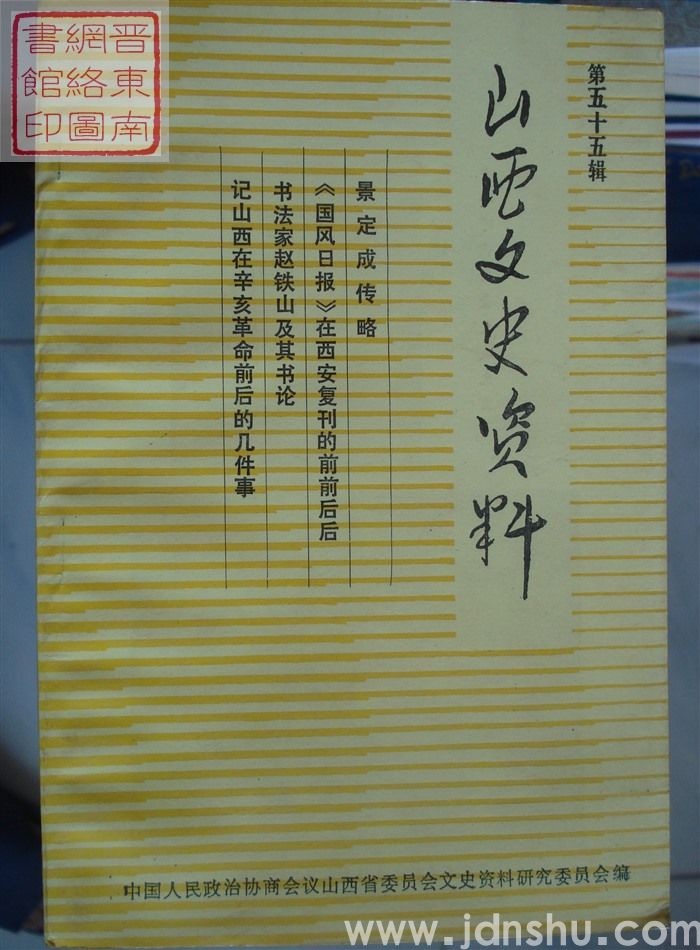 晋東南
網絡圖
書館印
第五十五辑
山西文史资料
景定成传略
《国风日报》在西安复刊的前前后后
书法家赵铁山及其书论
记山西在辛亥革命前后的几件事
中国人民政治协商会议山西省委员会文史资料研究委员会编
www.jdnshu.com